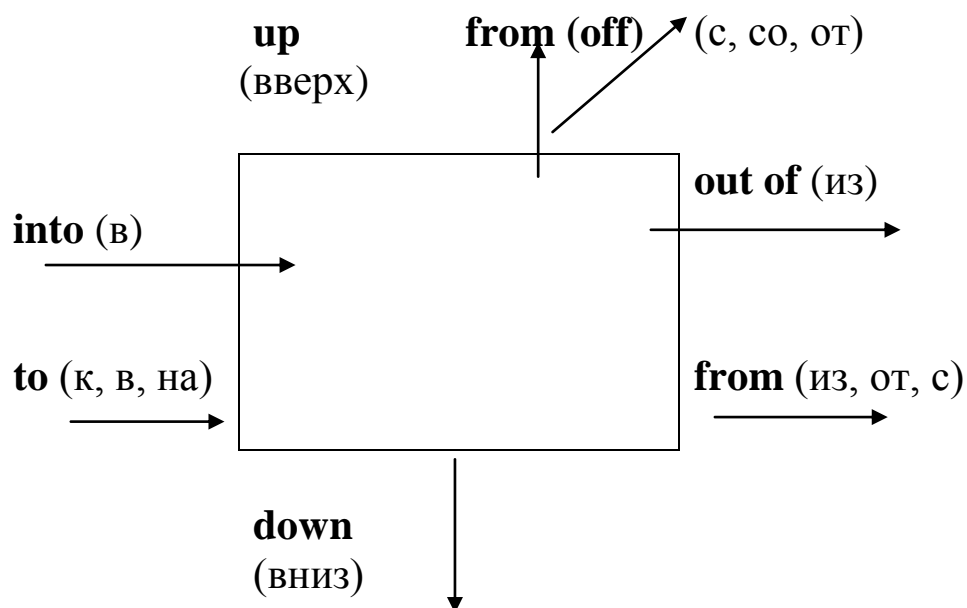 up from (off) (с, со, от)
(вверх)
out of (из)
into (в)
to (к, в, на) from (из, от, с)
down
(вниз)